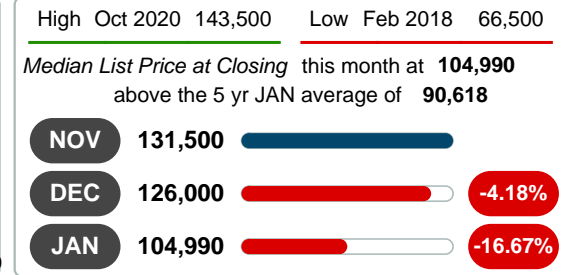 High Oct 2020 143,500 Low Feb 2018 66,500
Median List Price at Closing this month at 104,990
above the 5 yr JAN average of 90,618
NOV 131,500
DEC 126,000 -4.18%
JAN 104,990 -16.67%